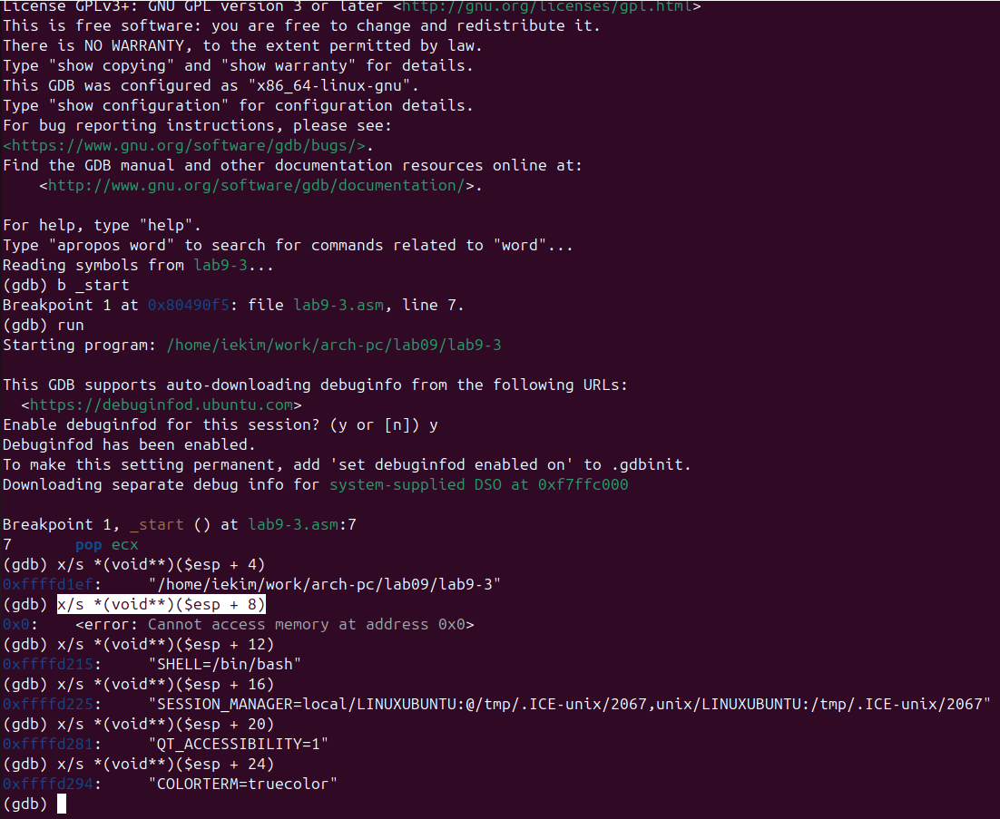 License GPLv3+: GNU GPL version 3 or later <http://gnu.org/licenses/gpl.html>
This is free software: you are free to change and redistribute it.
There is NO WARRANTY, to the extent permitted by law.
Type "show copying" and "show warranty" for details.
This GDB was configured as "x86_64-linux-gnu".
Type "show configuration" for configuration details.
For bug reporting instructions, please see:
<https://www.gnu.org/software/gdb/bugs/>.
Find the GDB manual and other documentation resources online at:
    <http://www.gnu.org/software/gdb/documentation/>.

For help, type "help".
Type "apropos word" to search for commands related to "word"...
Reading symbols from lab9-3...
(gdb) b _start
Breakpoint 1 at 0x80490f5: file lab9-3.asm, line 7.
(gdb) run
Starting program: /home/iekim/work/arch-pc/lab09/lab9-3

This GDB supports auto-downloading debuginfo from the following URLs:
  <https://debuginfod.ubuntu.com>
Enable debuginfod for this session? (y or [n]) y
Debuginfod has been enabled.
To make this setting permanent, add 'set debuginfod enabled on' to .gdbinit.
Downloading separate debug info for system-supplied DSO at 0xf7ffc000

Breakpoint 1, _start () at lab9-3.asm:7
7       pop ecx
(gdb) x/s *(void**)($esp + 4)
0xffffd1ef:     "/home/iekim/work/arch-pc/lab09/lab9-3"
(gdb) x/s *(void**)($esp + 8)
0x0:    <error: Cannot access memory at address 0x0>
(gdb) x/s *(void**)($esp + 12)
0xffffd215:     "SHELL=/bin/bash"
(gdb) x/s *(void**)($esp + 16)
0xffffd225:     "SESSION_MANAGER=local/LINUXUBUNTU:@/tmp/.ICE-unix/2067,unix/LINUXUBUNTU:/tmp/.ICE-unix/2067"
(gdb) x/s *(void**)($esp + 20)
0xffffd281:     "QT_ACCESSIBILITY=1"
(gdb) x/s *(void**)($esp + 24)
0xffffd294:     "COLORTERM=truecolor"
(gdb)